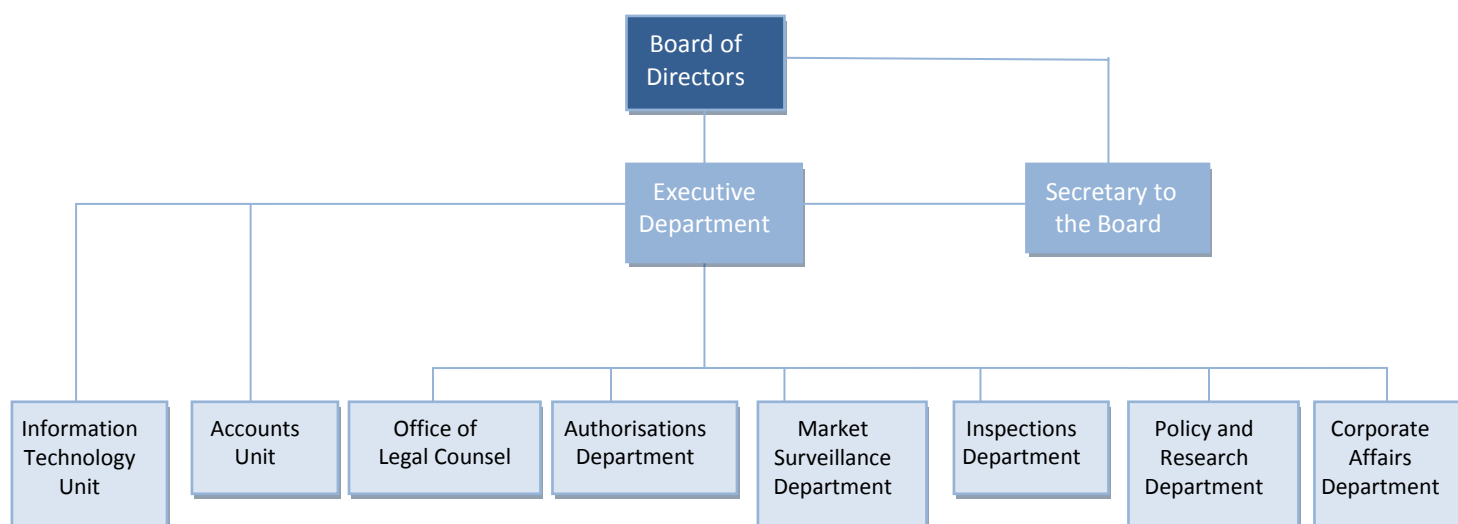 Board of
Directors
Executive
Department
Secretary to
the Board
Information
Technology
Unit
Accounts
Unit
Office of
Legal Counsel
Authorisations
Department
Market
Surveillance
Department
Inspections
Department
Policy and
Research
Department
Corporate
Affairs
Department